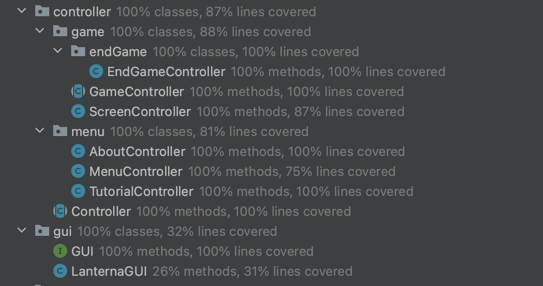 controller 100% classes, 87% lines covered
game 100% classes, 88% lines covered
endGame 100% classes, 100% lines covered
C EndGameController 100% methods, 100% lines covered
C GameController 100% methods, 100% lines covered
C ScreenController 100% methods, 87% lines covered
menu 100% classes, 81% lines covered
C AboutController 100% methods, 100% lines covered
C MenuController 100% methods, 75% lines covered
C TutorialController 100% methods, 100% lines covered
C Controller 100% methods, 100% lines covered
gui 100% classes, 32% lines covered
I GUI 100% methods, 100% lines covered
C LanternaGUI 26% methods, 31% lines covered